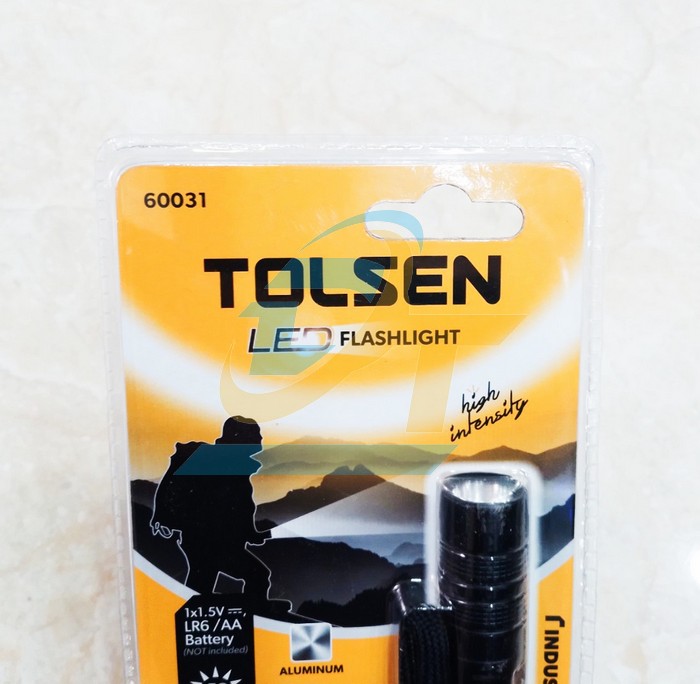 60031
TOLSEN
LED FLASHLIGHT
high
intensity
1x1.5V ⎓,
LR6 /AA
Battery
(NOT included)
ALUMINUM